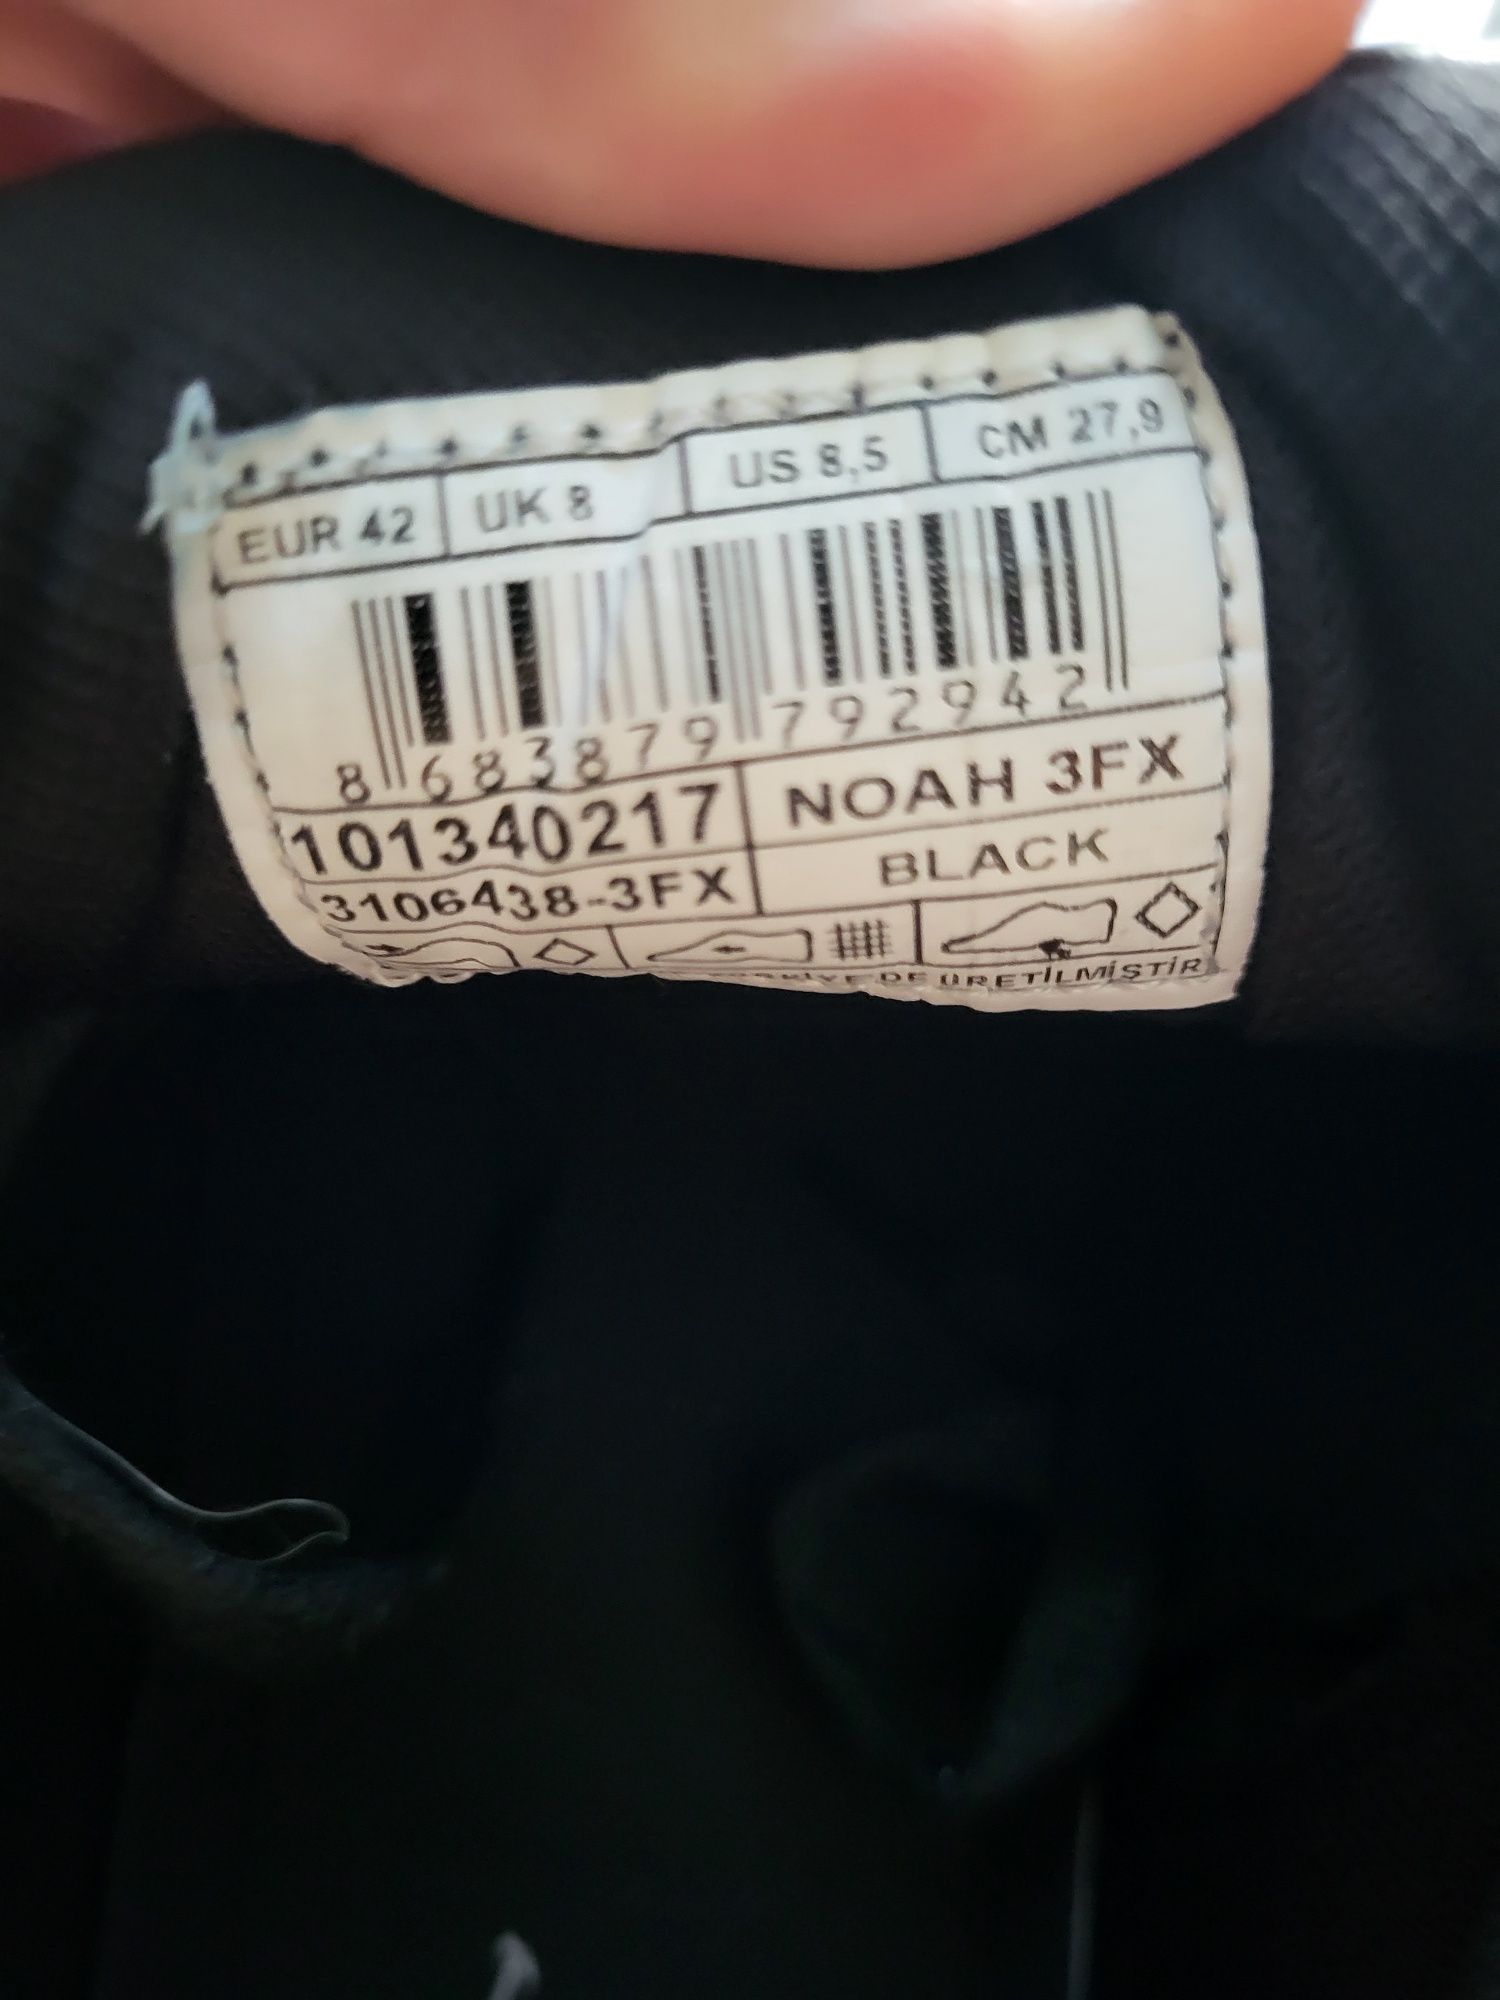 EUR 42 UK 8 US 8,5 CM 27,9
8 683879 792942
101340217 NOAH 3FX
3106438-3FX BLACK
DE ÜRETİLMİŞTİR